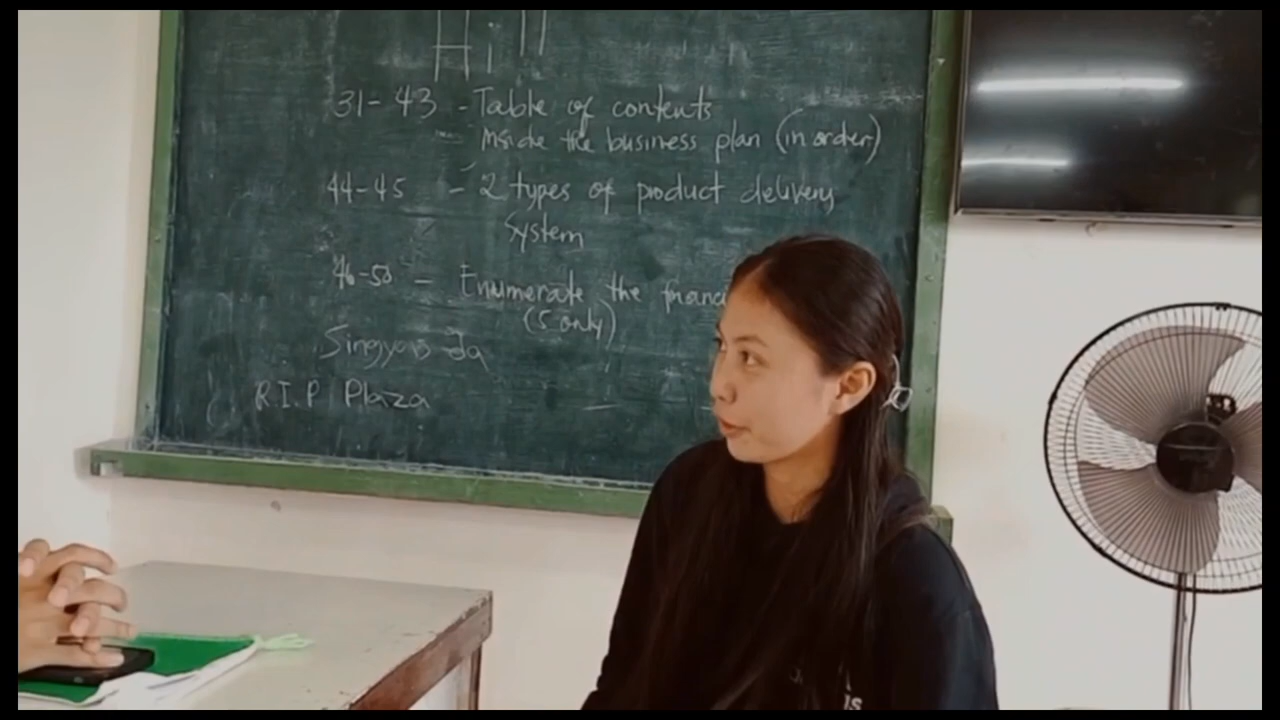 Hill
31- 43 - Table of contents
inside the business plan (in order)
44-45 - 2 types of product delivery
System
46-50 - Enumerate the
(5 only)
R.I.P Plaza